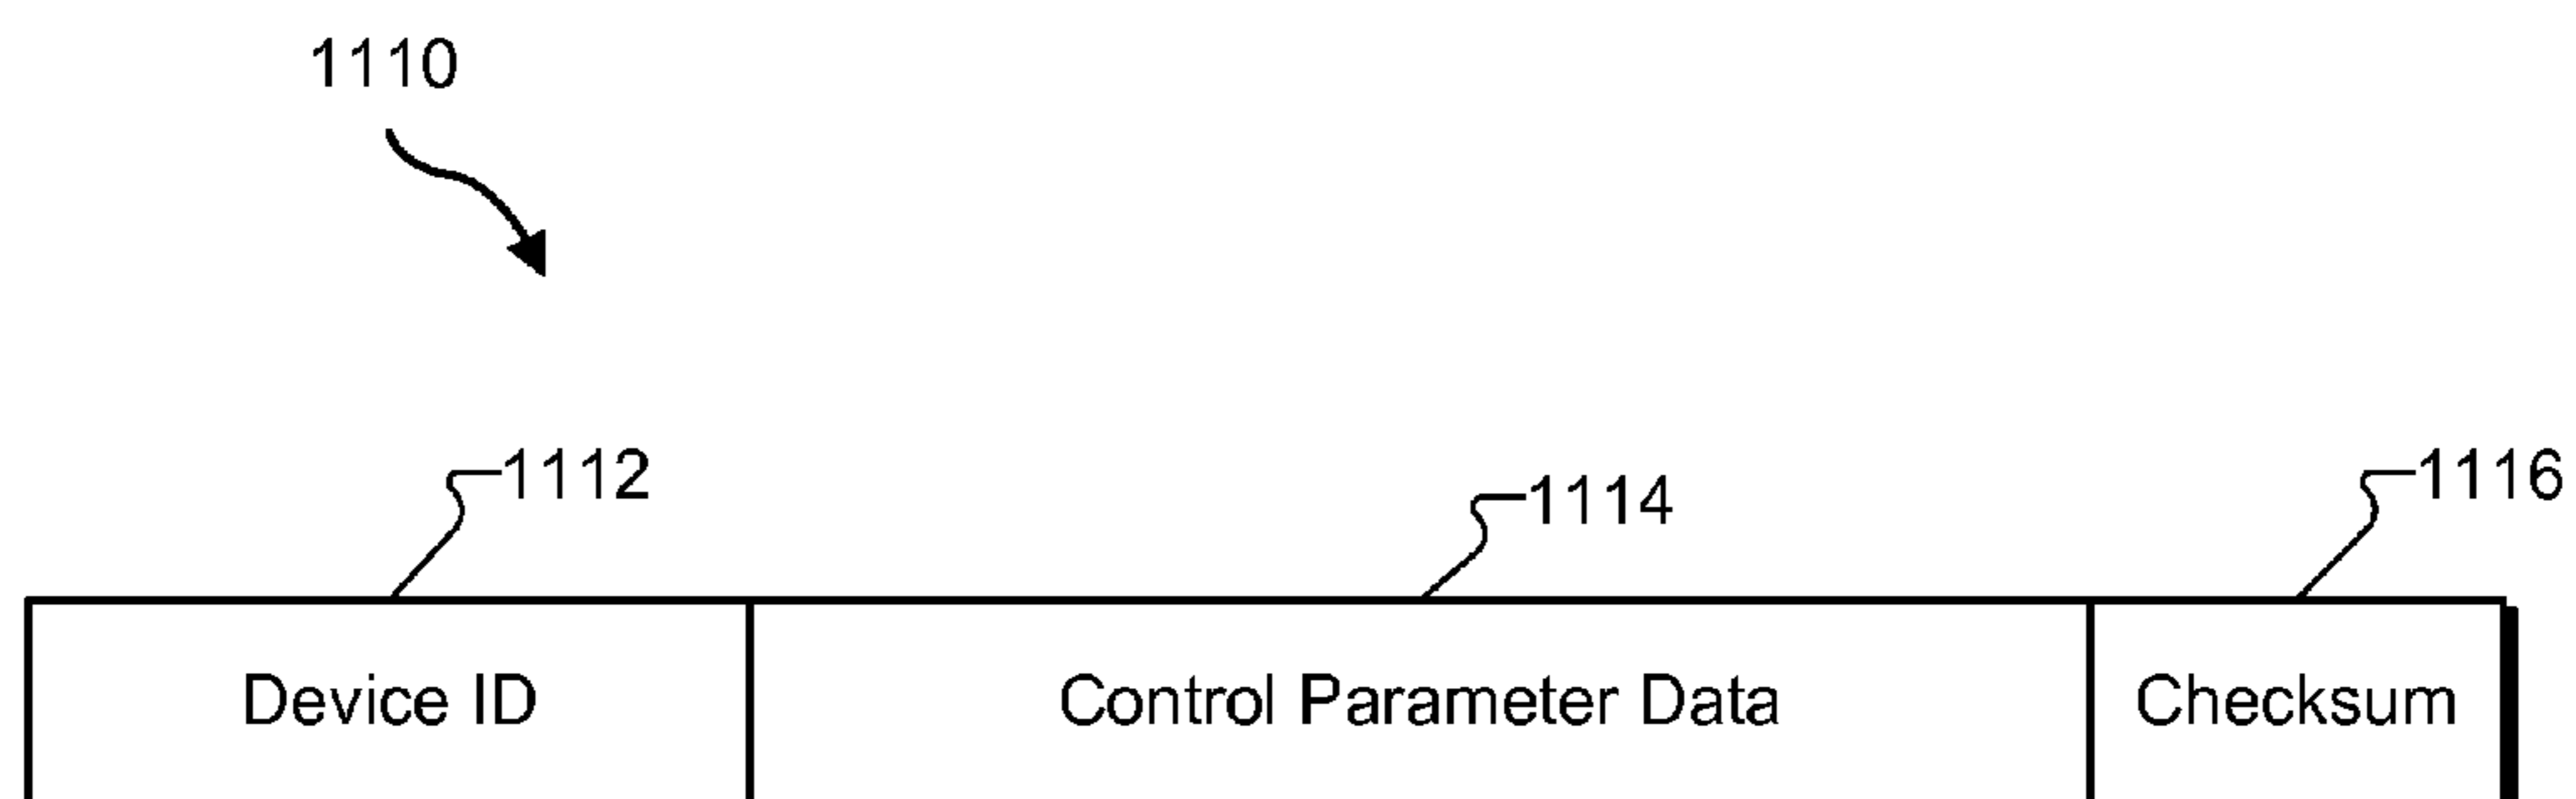 1110
1112
1114
1116
Device ID
Control Parameter Data
Checksum